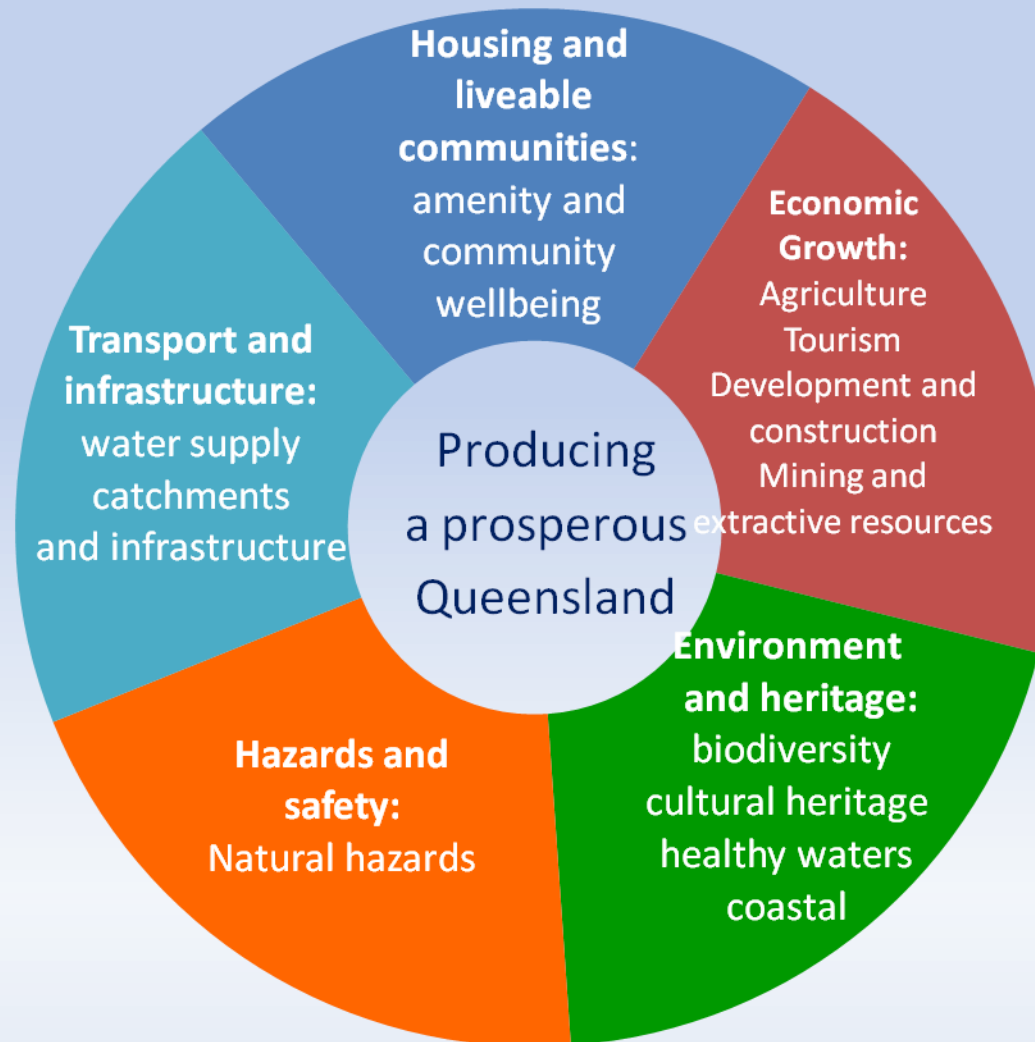 Housing and
liveable
communities:
amenity and
community
wellbeing
Economic
Growth:
Agriculture
Tourism
Development and
construction
Mining and
extractive resources
Environment
and heritage:
biodiversity
cultural heritage
healthy waters
coastal
Hazards and
safety:
Natural hazards
Transport and
infrastructure:
water supply
catchments
and infrastructure
Producing
a prosperous
Queensland